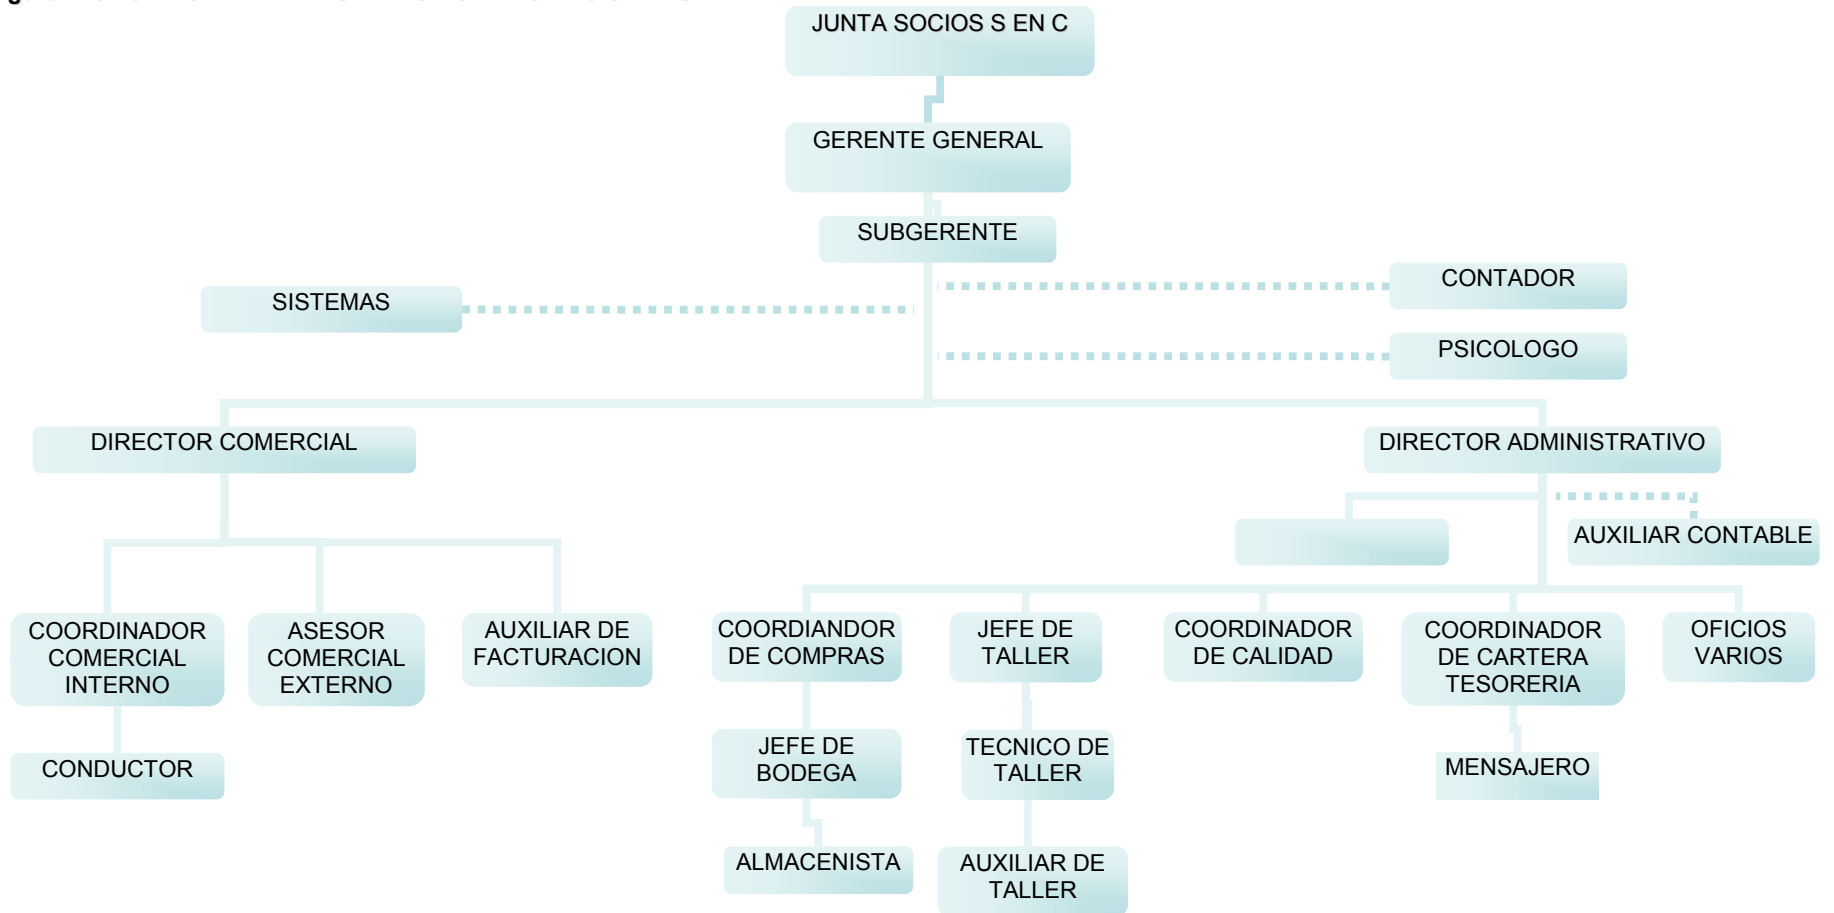 JUNTA SOCIOS S EN C
GERENTE GENERAL
SUBGERENTE
CONTADOR
SISTEMAS
PSICOLOGO
DIRECTOR COMERCIAL
DIRECTOR ADMINISTRATIVO
AUXILIAR CONTABLE
COORDINADOR
COMERCIAL
INTERNO
ASESOR
COMERCIAL
EXTERNO
AUXILIAR DE
FACTURACION
COORDIANDOR
DE COMPRAS
JEFE DE
TALLER
COORDINADOR
DE CALIDAD
COORDINADOR
DE CARTERA
TESORERIA
OFICIOS
VARIOS
CONDUCTOR
JEFE DE
BODEGA
TECNICO DE
TALLER
MENSAJERO
ALMACENISTA
AUXILIAR DE
TALLER